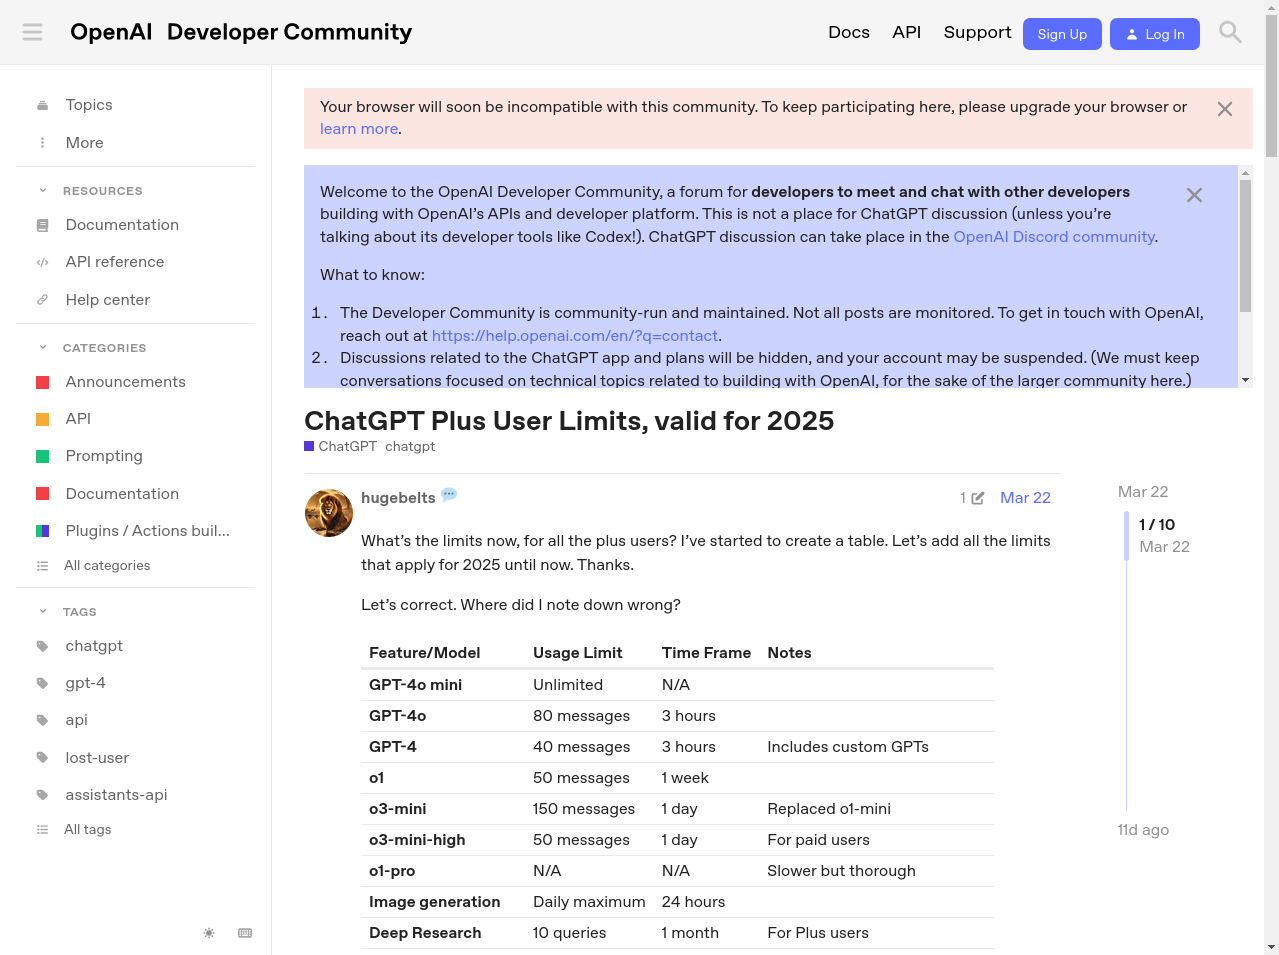 OpenAI Developer Community
Docs
API
Support
Sign Up
Log In
Topics
More
RESOURCES
Documentation
API reference
Help center
CATEGORIES
Announcements
API
Prompting
Documentation
Plugins / Actions buil...
All categories
TAGS
chatgpt
gpt-4
api
lost-user
assistants-api
All tags
Your browser will soon be incompatible with this community. To keep participating here, please upgrade your browser or
learn more.
Welcome to the OpenAI Developer Community, a forum for developers to meet and chat with other developers
building with OpenAI’s APIs and developer platform. This is not a place for ChatGPT discussion (unless you’re
talking about its developer tools like Codex!). ChatGPT discussion can take place in the OpenAI Discord community.
What to know:
1. The Developer Community is community-run and maintained. Not all posts are monitored. To get in touch with OpenAI,
reach out at https://help.openai.com/en/?q=contact.
2. Discussions related to the ChatGPT app and plans will be hidden, and your account may be suspended. (We must keep
conversations focused on technical topics related to building with OpenAI, for the sake of the larger community here.)
ChatGPT Plus User Limits, valid for 2025
ChatGPT chatgpt
hugebelts
1
Mar 22
What’s the limits now, for all the plus users? I’ve started to create a table. Let’s add all the limits
that apply for 2025 until now. Thanks.
Let’s correct. Where did I note down wrong?
Feature/Model Usage Limit Time Frame Notes
GPT-4o mini Unlimited N/A
GPT-4o 80 messages 3 hours
GPT-4 40 messages 3 hours Includes custom GPTs
o1 50 messages 1 week
o3-mini 150 messages 1 day Replaced o1-mini
o3-mini-high 50 messages 1 day For paid users
o1-pro N/A N/A Slower but thorough
Image generation Daily maximum 24 hours
Deep Research 10 queries 1 month For Plus users
Mar 22
1 / 10
Mar 22
11d ago